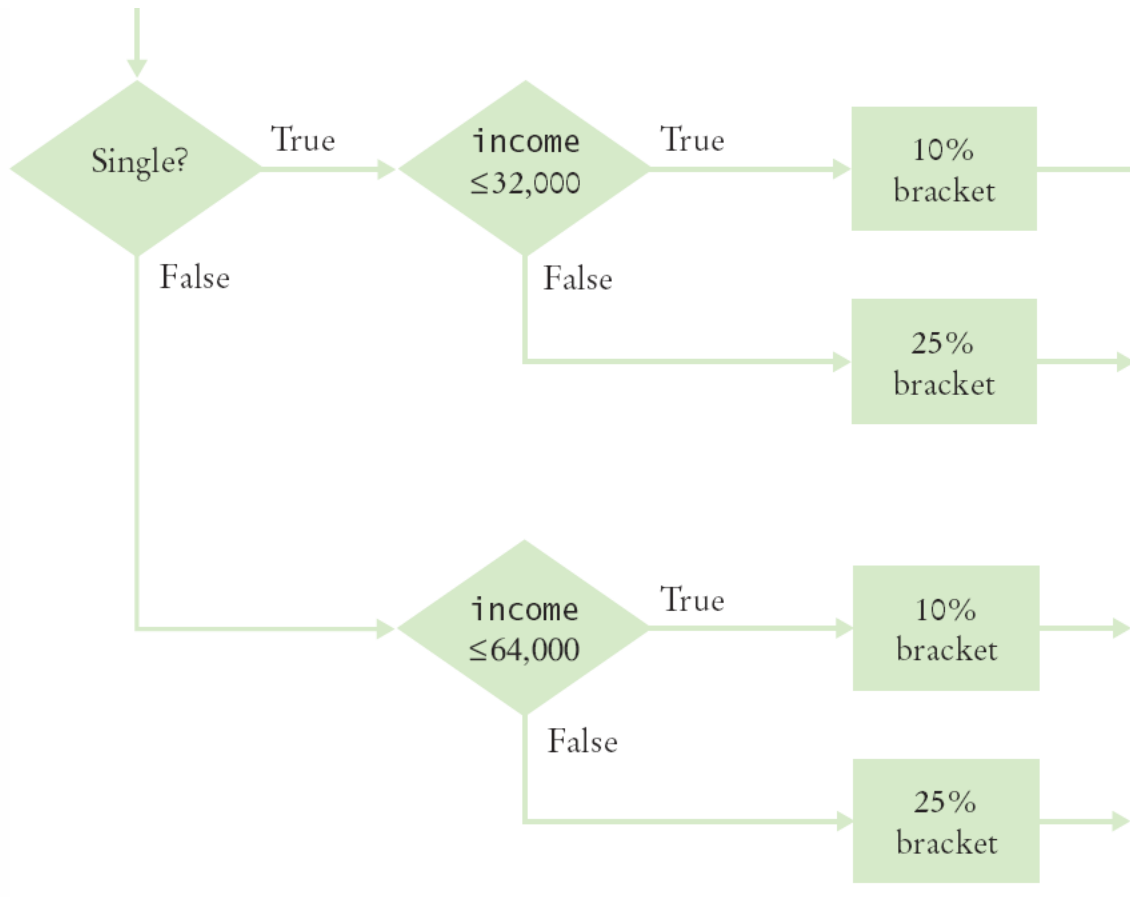 Single?
True
income
≤32,000
True
10%
bracket
False
False
25%
bracket
income
≤64,000
True
10%
bracket
False
25%
bracket